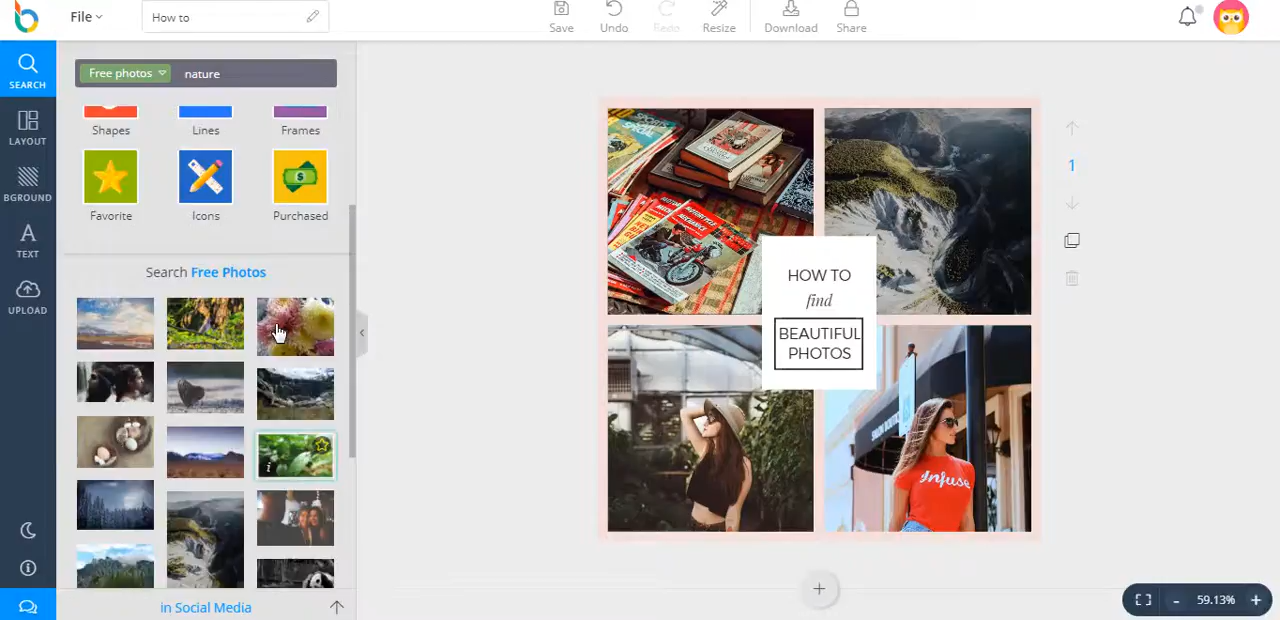 File
How to
Save
Undo
Redo
Resize
Download
Share
SEARCH
LAYOUT
BGROUND
TEXT
UPLOAD
Free photos
nature
Shapes
Lines
Frames
Favorite
Icons
Purchased
Search Free Photos
in Social Media
HOW TO
find
BEAUTIFUL
PHOTOS
Infuse
1
+
- 59.13% +